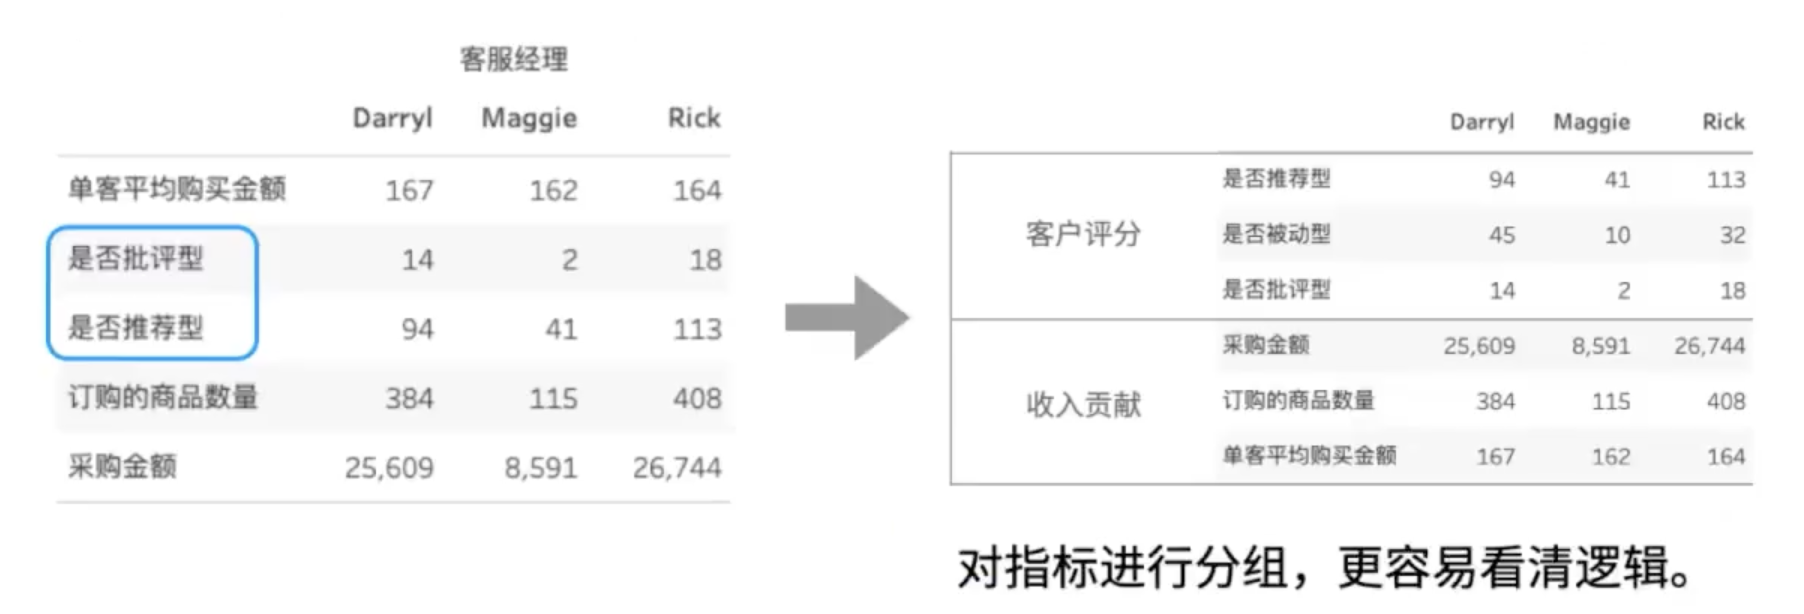 客服经理
Darryl Maggie Rick
单客平均购买金额 167 162 164
是否批评型 14 2 18
是否推荐型 94 41 113
订购的商品数量 384 115 408
采购金额 25,609 8,591 26,744
Darryl Maggie Rick
客户评分
是否推荐型 94 41 113
是否被动型 45 10 32
是否批评型 14 2 18
收入贡献
采购金额 25,609 8,591 26,744
订购的商品数量 384 115 408
单客平均购买金额 167 162 164
对指标进行分组，更容易看清逻辑。